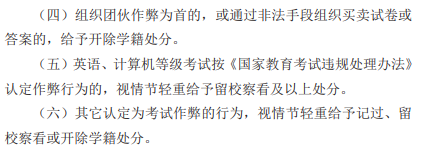 （四）组织团伙作弊为首的，或通过非法手段组织买卖试卷或
答案的，给予开除学籍处分。
（五）英语、计算机等级考试按《国家教育考试违规处理办法》
认定作弊行为的，视情节轻重给予留校察看及以上处分。
（六）其它认定为考试作弊的行为，视情节轻重给予记过、留
校察看或开除学籍处分。